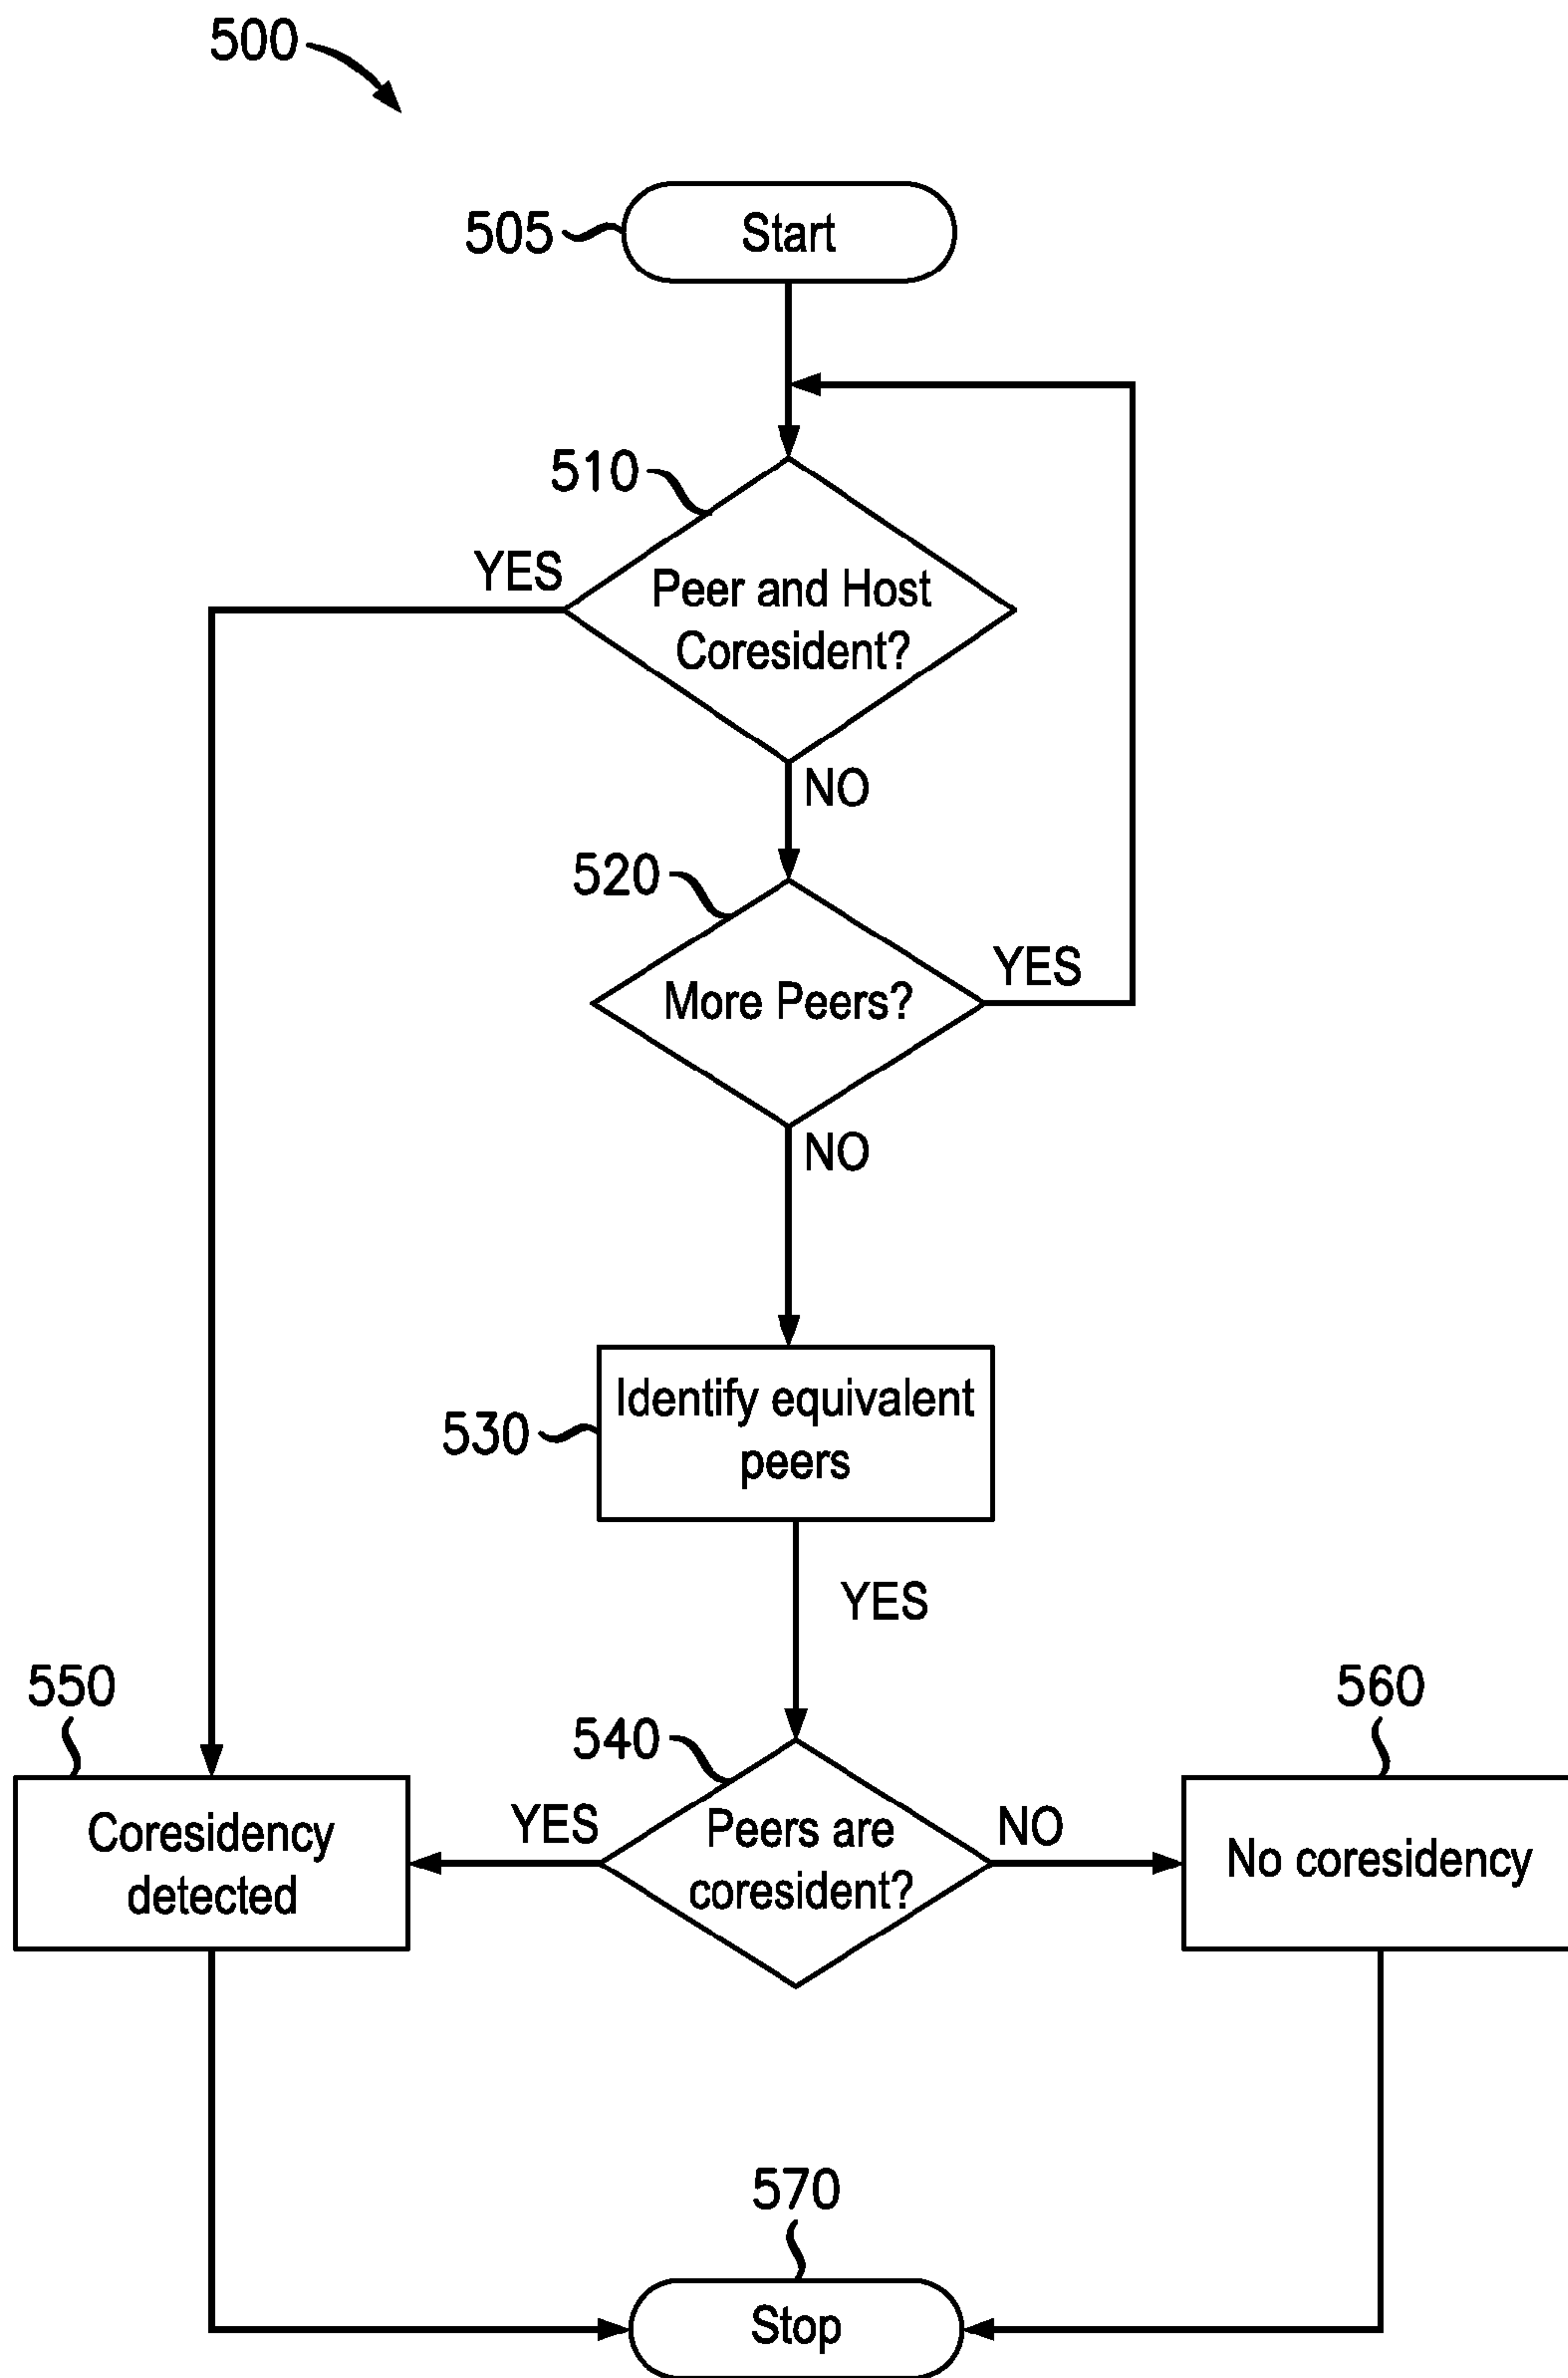 500
505
Start
510
YES
Peer and Host
Coresident?
NO
520
YES
More Peers?
NO
530
Identify equivalent
peers
YES
550
540
560
YES
Peers are
coresident?
NO
Coresidency
detected
No coresidency
570
Stop